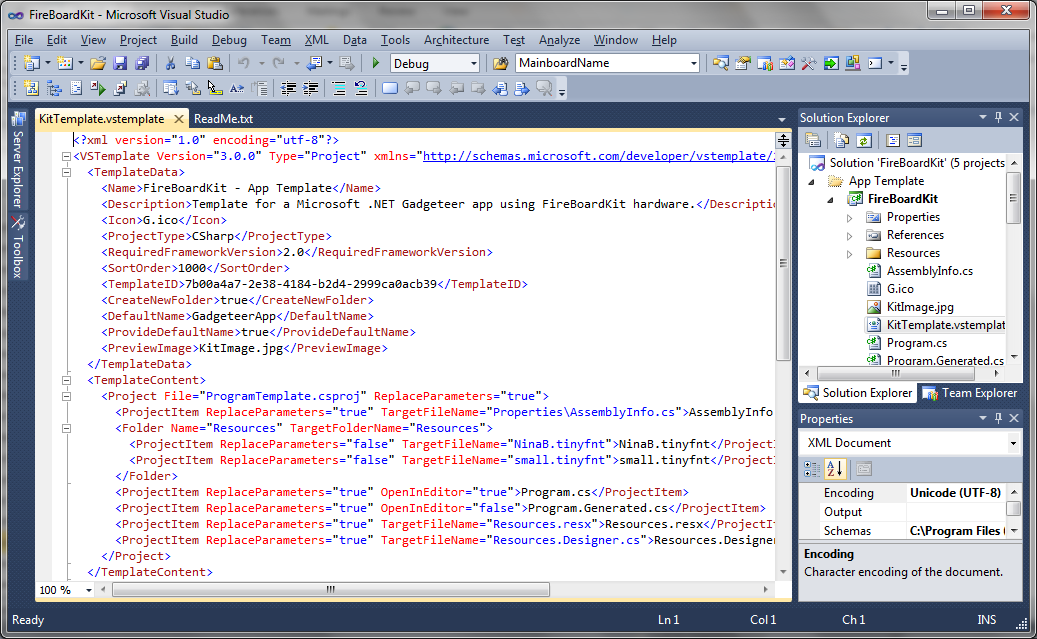 FireBoardKit - Microsoft Visual Studio
File Edit View Project Build Debug Team XML Data Tools Architecture Test Analyze Window Help
Debug MainboardName
Server Explorer
Toolbox
KitTemplate.vstemplate ReadMe.txt
<?xml version="1.0" encoding="utf-8"?>
<VSTemplate Version="3.0.0" Type="Project" xmlns="http://schemas.microsoft.com/developer/vstemplate/
<TemplateData>
<Name>FireBoardKit - App Template</Name>
<Description>Template for a Microsoft .NET Gadgeteer app using FireBoardKit hardware.</Descriptio
<Icon>G.ico</Icon>
<ProjectType>CSharp</ProjectType>
<RequiredFrameworkVersion>2.0</RequiredFrameworkVersion>
<SortOrder>1000</SortOrder>
<TemplateID>7b00a4a7-2e38-4184-b2d4-2999ca0acb39</TemplateID>
<CreateNewFolder>true</CreateNewFolder>
<DefaultName>GadgeteerApp</DefaultName>
<ProvideDefaultName>true</ProvideDefaultName>
<PreviewImage>KitImage.jpg</PreviewImage>
</TemplateData>
<TemplateContent>
<Project File="ProgramTemplate.csproj" ReplaceParameters="true">
<ProjectItem ReplaceParameters="true" TargetFileName="Properties\AssemblyInfo.cs">AssemblyInfo
<Folder Name="Resources" TargetFolderName="Resources">
<ProjectItem ReplaceParameters="false" TargetFileName="NinaB.tinyfnt">NinaB.tinyfnt</ProjectI
<ProjectItem ReplaceParameters="false" TargetFileName="small.tinyfnt">small.tinyfnt</ProjectI
</Folder>
<ProjectItem ReplaceParameters="true" OpenInEditor="true">Program.cs</ProjectItem>
<ProjectItem ReplaceParameters="true" OpenInEditor="false">Program.Generated.cs</ProjectItem>
<ProjectItem ReplaceParameters="true" TargetFileName="Resources.resx">Resources.resx</ProjectIt
<ProjectItem ReplaceParameters="true" TargetFileName="Resources.Designer.cs">Resources.Designer
</Project>
</TemplateContent>
100 %
Solution Explorer
Solution 'FireBoardKit' (5 projects
App Template
FireBoardKit
Properties
References
Resources
AssemblyInfo.cs
G.ico
KitImage.jpg
KitTemplate.vstemplat
Program.cs
Program.Generated.cs
Solution Explorer Team Explorer
Properties
XML Document
Encoding Unicode (UTF-8)
Output
Schemas C:\Program Files (
Encoding
Character encoding of the document.
Ready Ln 1 Col 1 Ch 1 INS